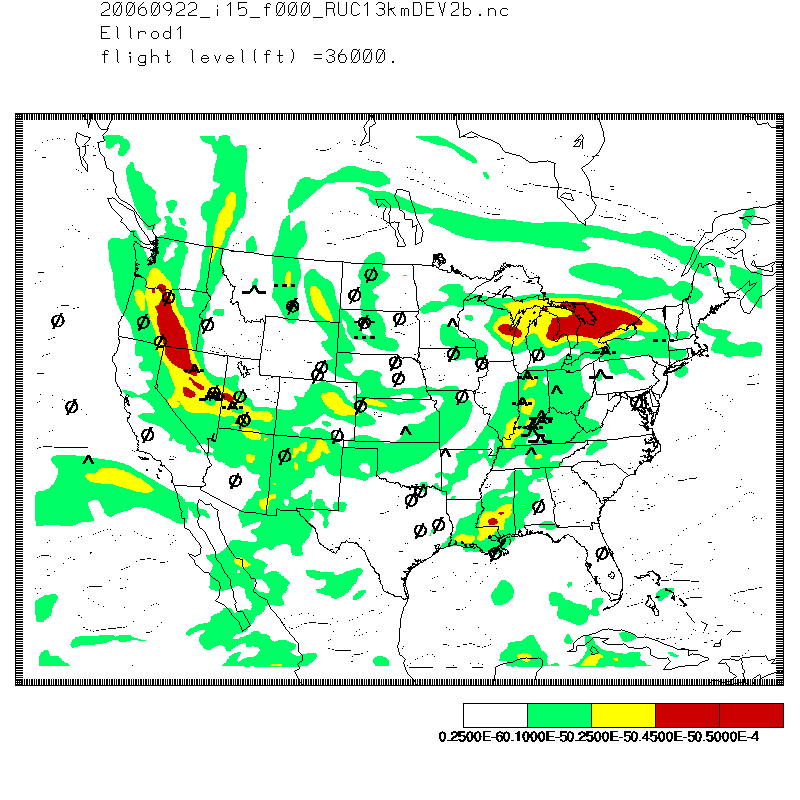 20060922_i15_f000_RUC13kmDEV2b.nc
Ellrod1
flight level(ft) =36000.
0.2500E-60.1000E-50.2500E-50.4500E-50.5000E-4